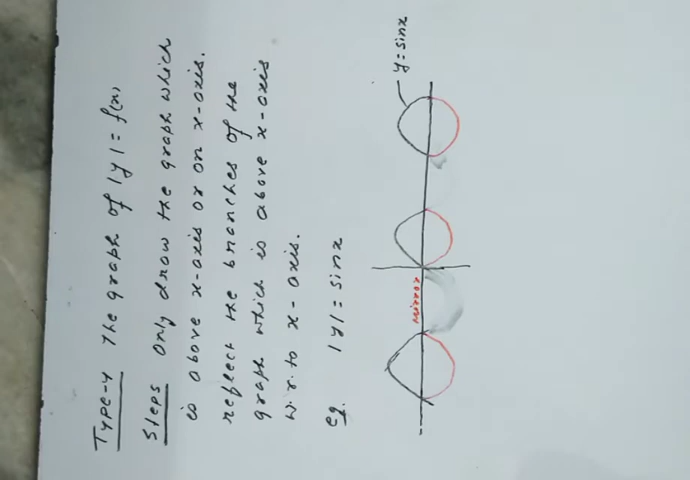 TYPE-4 The graph of |y| = f(x)
Steps only draw the graph which
is above x-axis or on x-axis.
reflect the branches of the
graph which is above x-axis
w.r. to x-axis.
eg. |y| = sinx
y = sinx
mirror